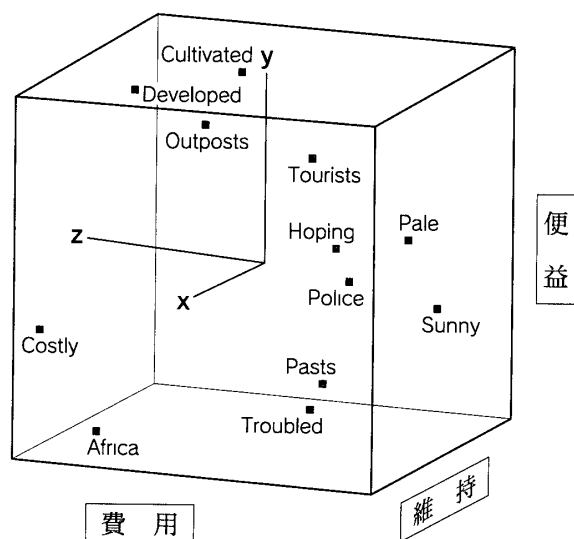 Cultivated
y
Developed
Outposts
Tourists
Hoping
Pale
便益
z
x
Police
Sunny
Costly
Pasts
Troubled
Africa
維持
費用